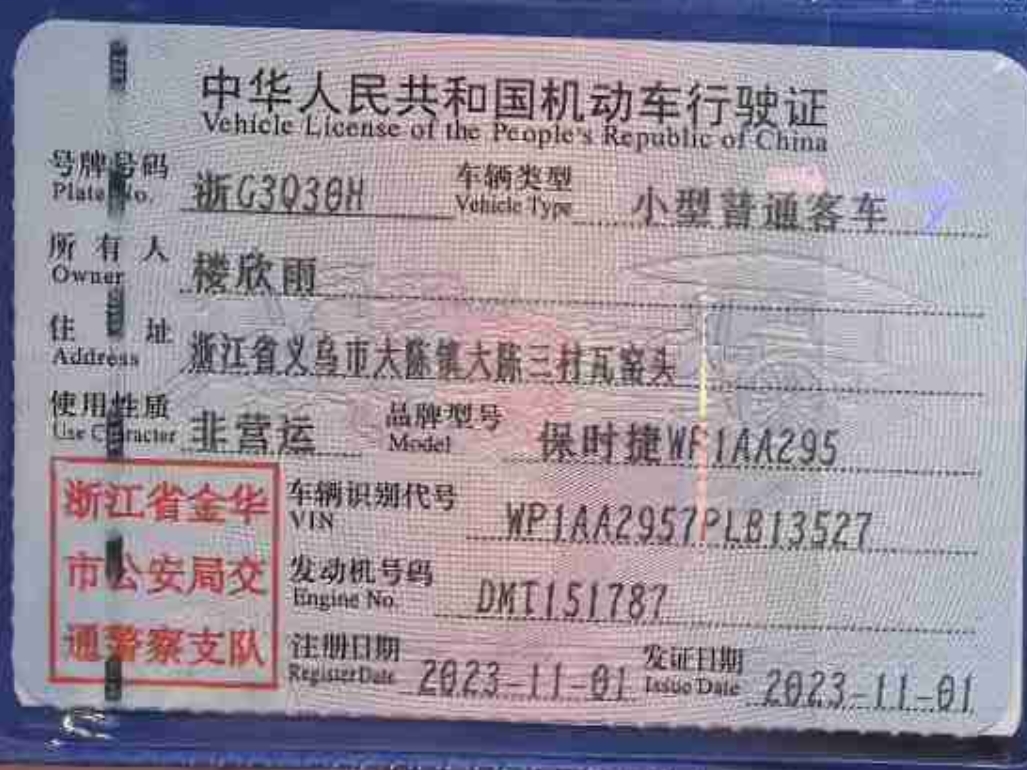 中华人民共和国机动车行驶证
Vehicle License of the People's Republic of China
号牌号码 浙G3Q30H 车辆类型 小型普通客车
Plate No. Vehicle Type
所有人 楼欣雨
Owner
住址 浙江省义乌市大陈镇大陈三村瓦窑头
Address
使用性质 非营运 品牌型号 保时捷WP1AA295
Use Character Model
浙江省金华
市公安局交
通警察支队
车辆识别代号 WP1AA2957PLB13527
VIN
发动机号码 DMT151787
Engine No.
注册日期 2023-11-01 发证日期 2023-11-01
Register Date Issue Date